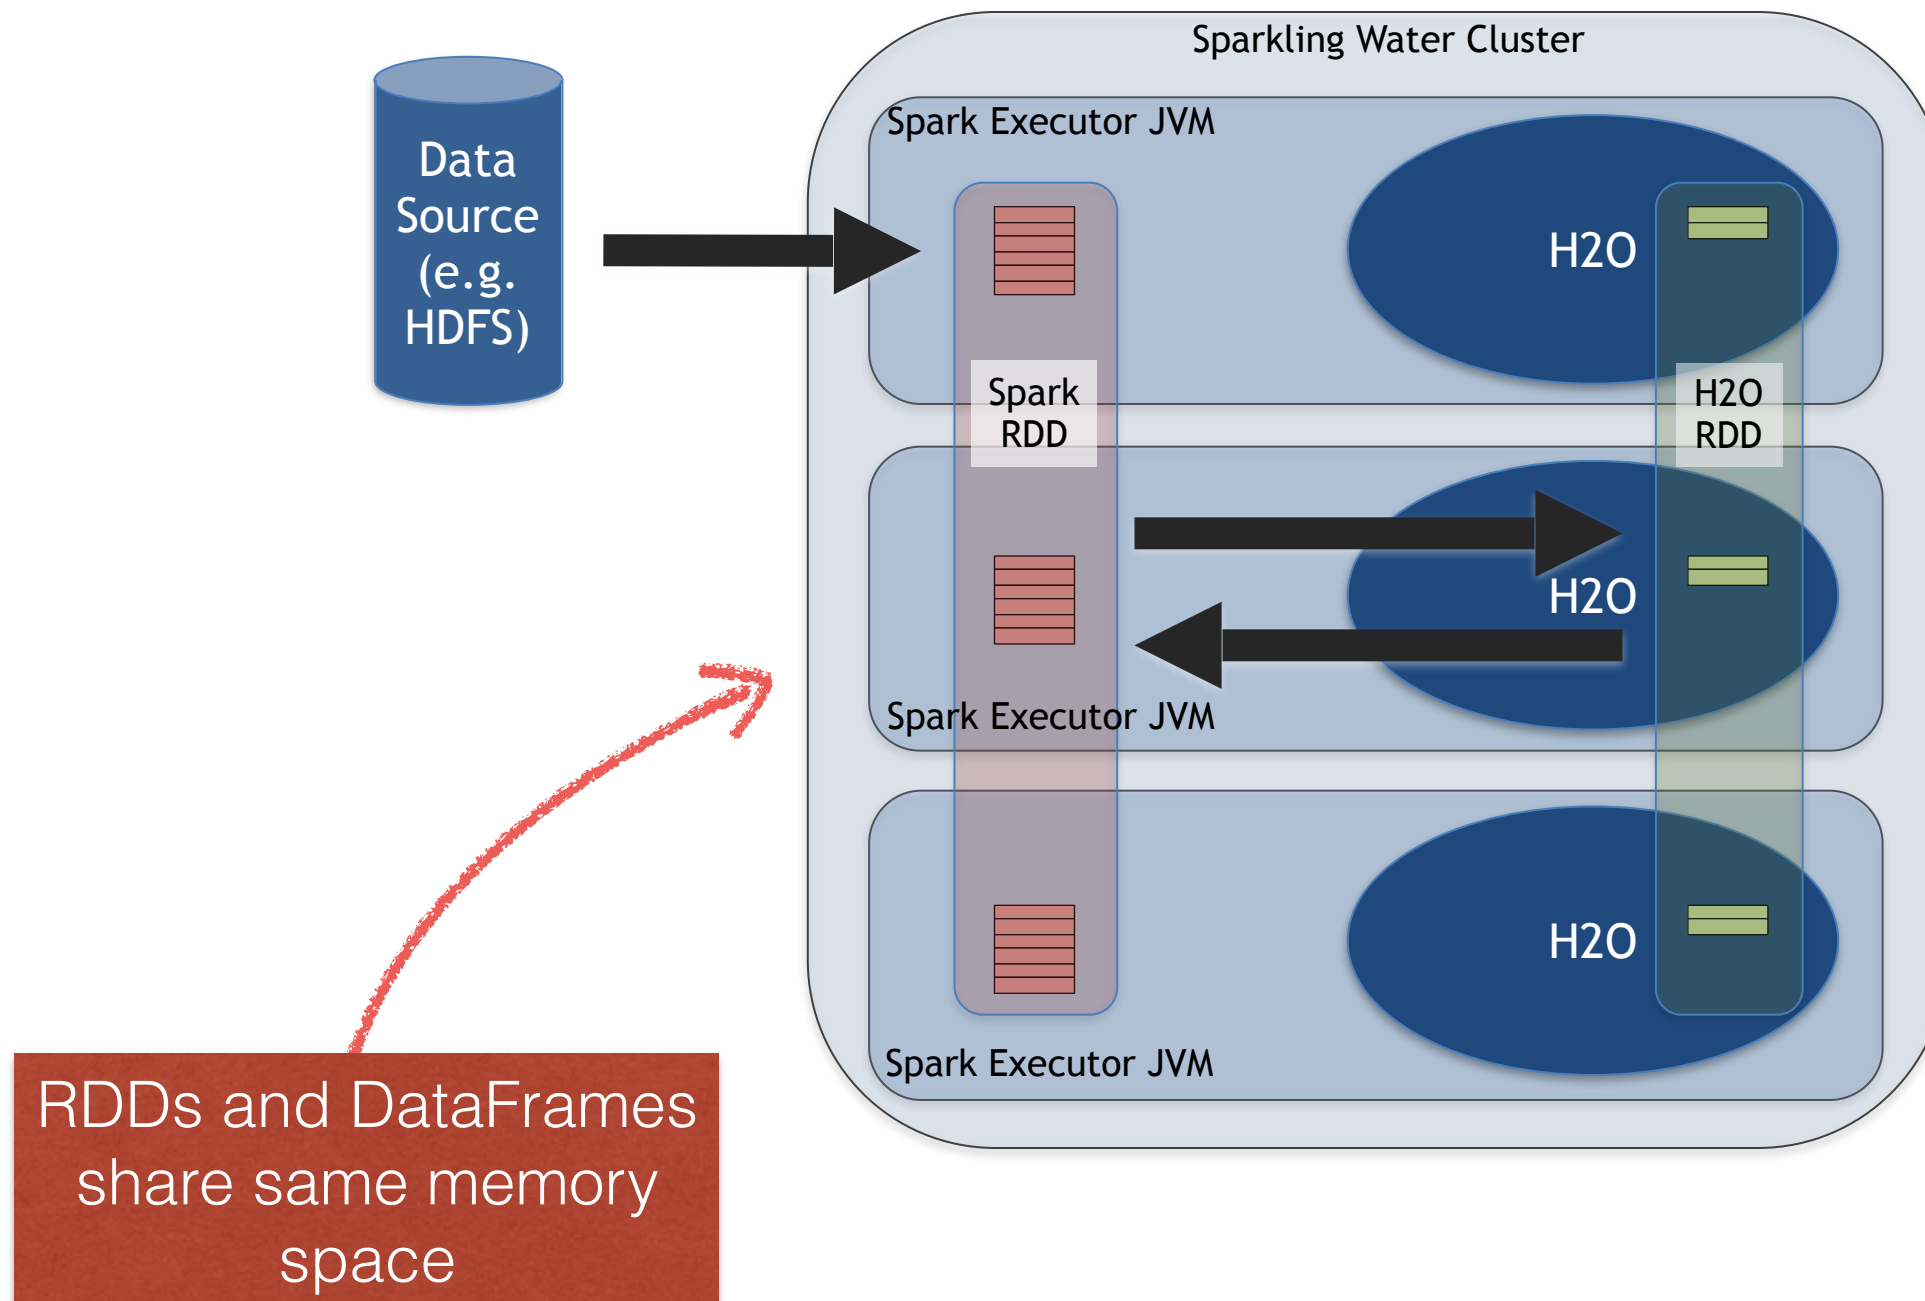 Sparkling Water Cluster
Data
Source
(e.g.
HDFS)
Spark Executor JVM
H2O
Spark
RDD
H2O
RDD
H2O
Spark Executor JVM
H2O
Spark Executor JVM
RDDs and DataFrames
share same memory
space